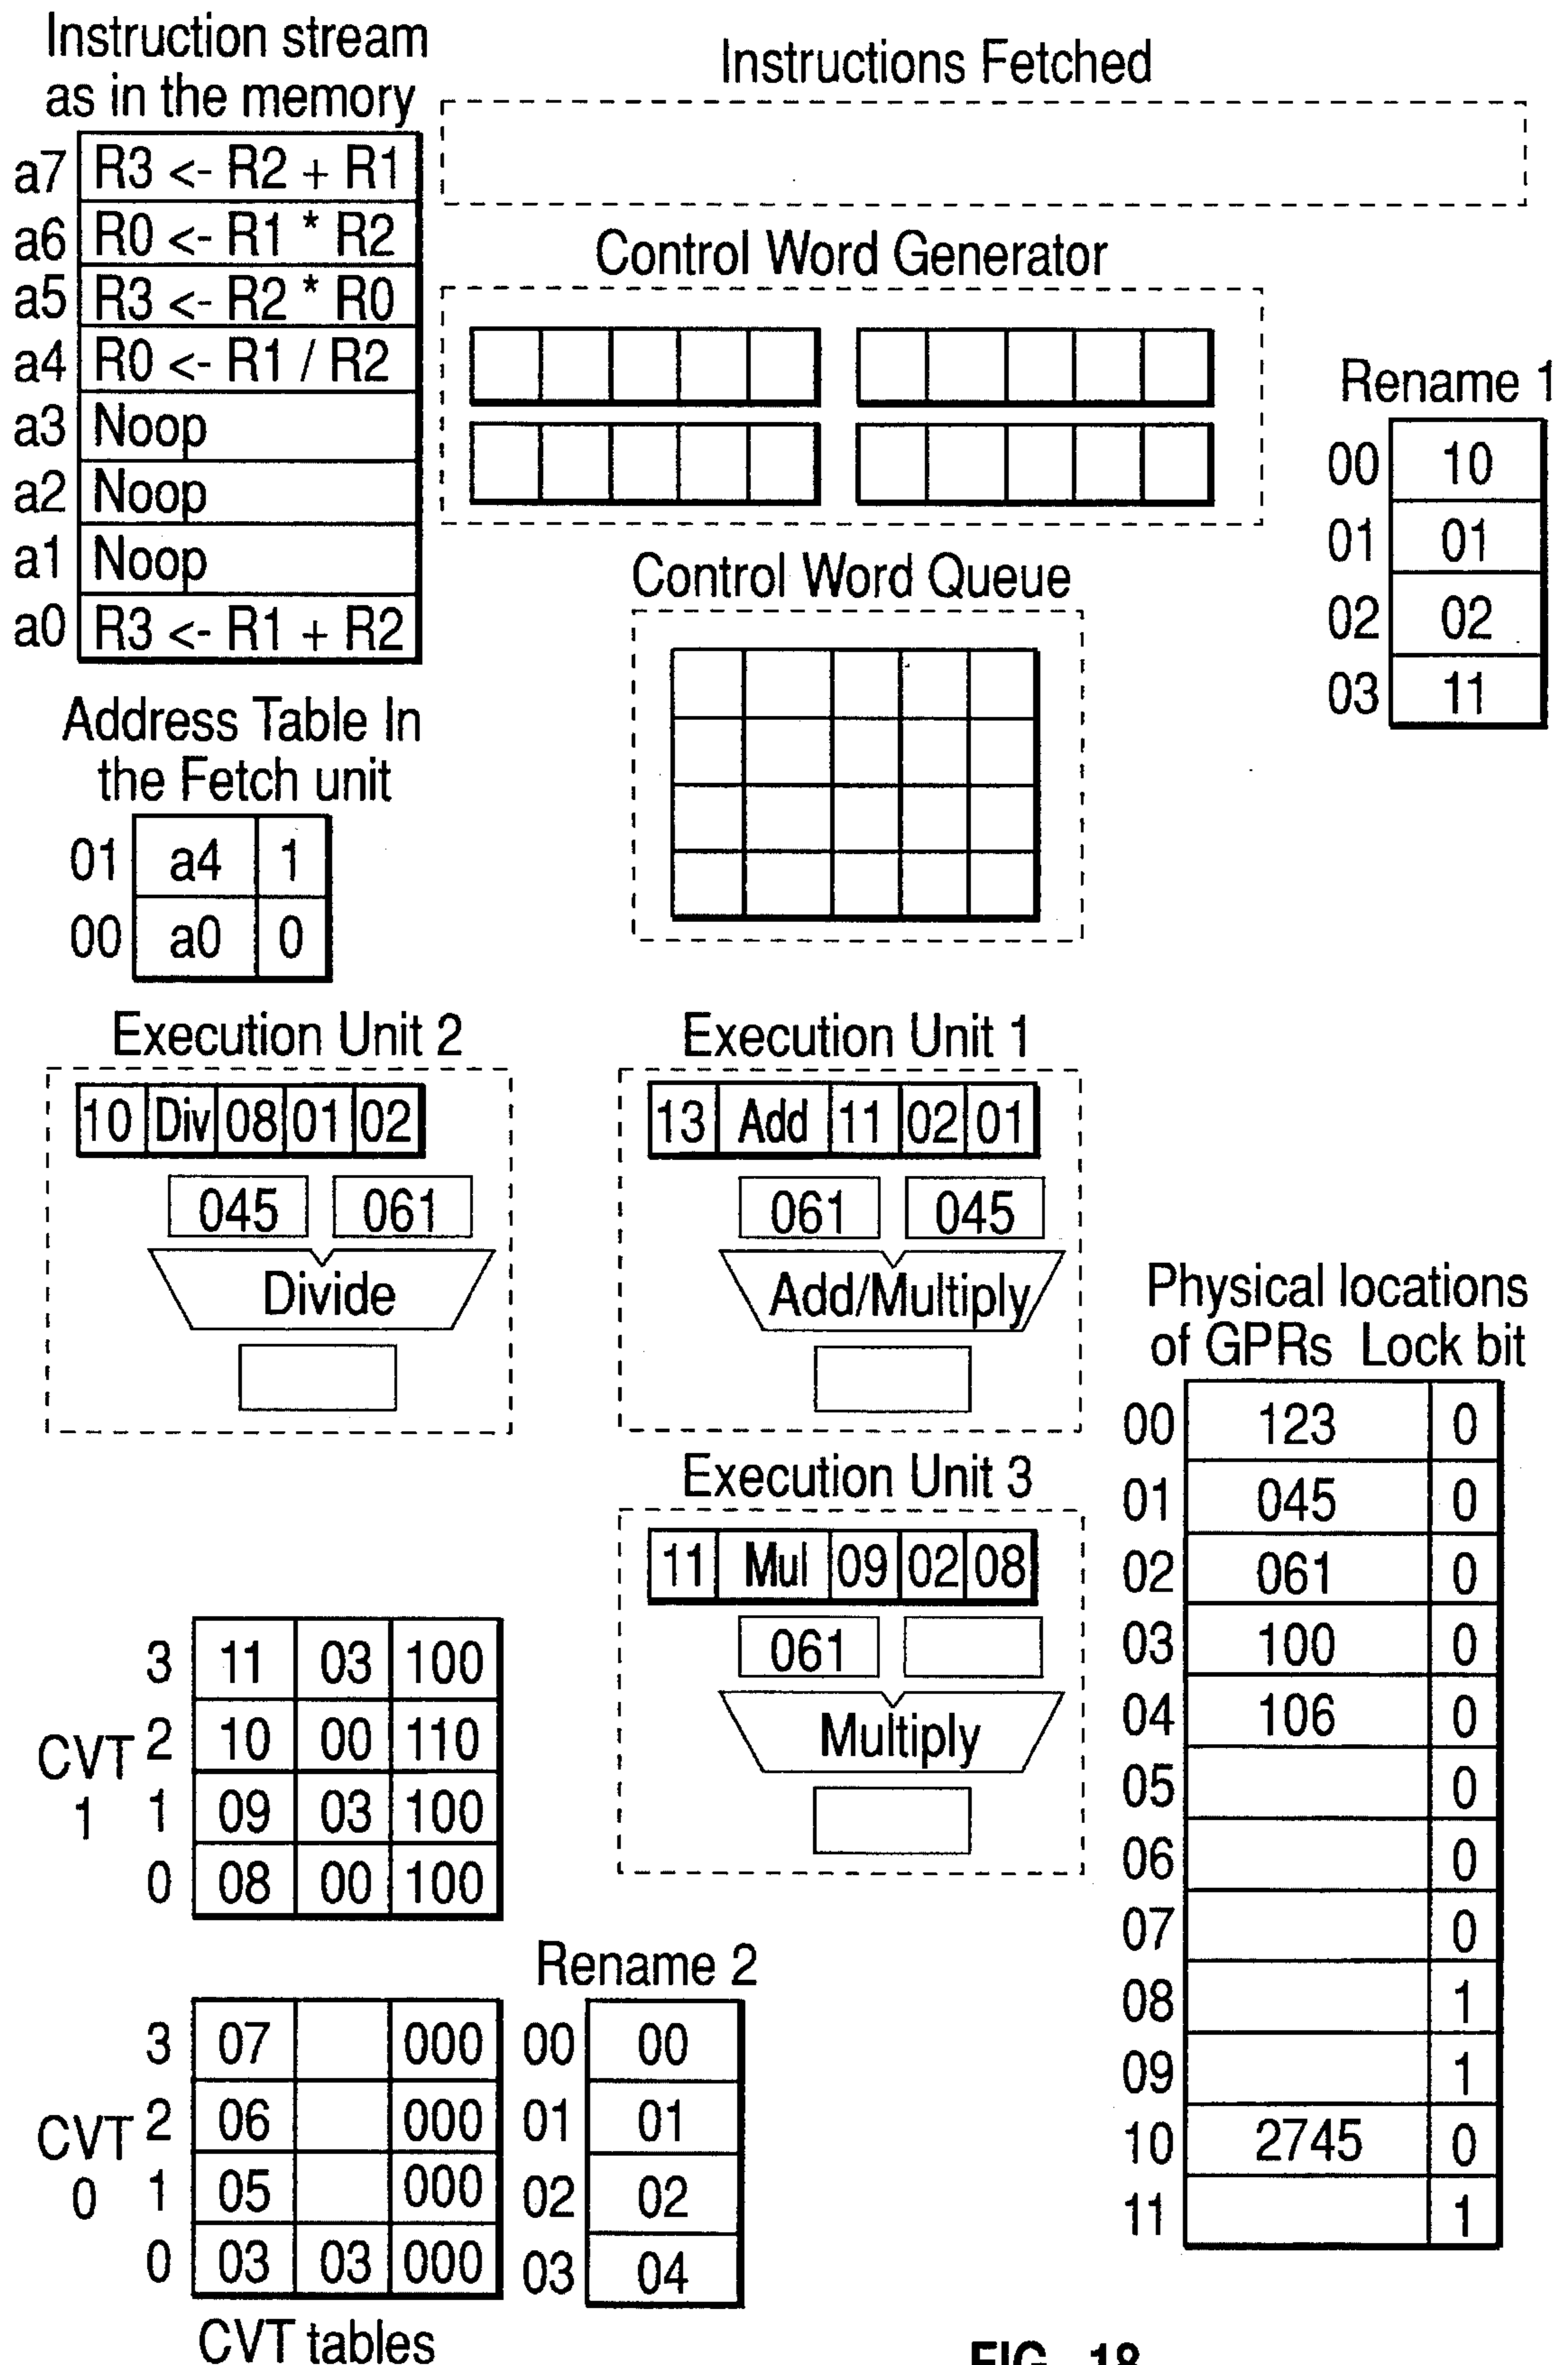 Instruction stream
as in the memory
a7 R3 <- R2 + R1
a6 R0 <- R1 * R2
a5 R3 <- R2 * R0
a4 R0 <- R1 / R2
a3 Noop
a2 Noop
a1 Noop
a0 R3 <- R1 + R2
Instructions Fetched
Control Word Generator
Control Word Queue
Rename 1
00 10
01 01
02 02
03 11
Address Table In
the Fetch unit
01 a4 1
00 a0 0
Execution Unit 2
10 Div 08 01 02
045 061
Divide
Execution Unit 1
13 Add 11 02 01
061 045
Add/Multiply
Execution Unit 3
11 Mul 09 02 08
061
Multiply
Physical locations
of GPRs Lock bit
00 123 0
01 045 0
02 061 0
03 100 0
04 106 0
05 0
06 0
07 0
08 1
09 1
10 2745 0
11 1
CVT 1
3 11 03 100
2 10 00 110
1 09 03 100
0 08 00 100
CVT 0
3 07 000
2 06 000
1 05 000
0 03 03 000
CVT tables
Rename 2
00 00
01 01
02 02
03 04
FIG. 18